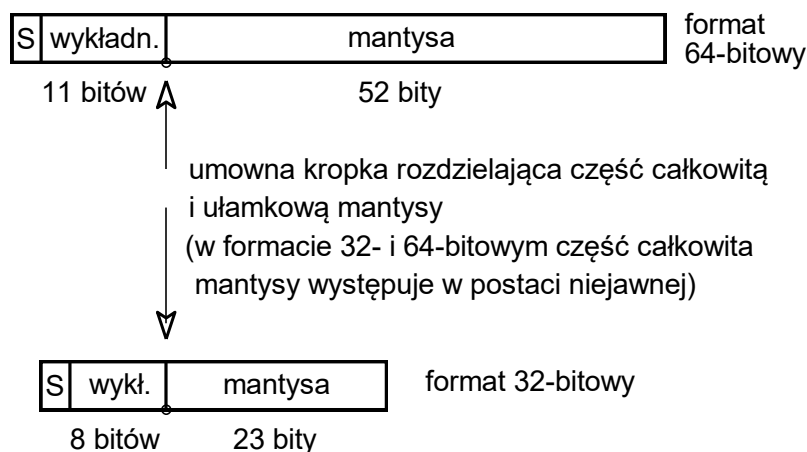 S wykładn. mantysa format
64-bitowy
11 bitów 52 bity
umowna kropka rozdzielająca część całkowitą
i ułamkową mantysy
(w formacie 32- i 64-bitowym część całkowita
mantysy występuje w postaci niejawnej)
S wykł. mantysa format 32-bitowy
8 bitów 23 bity